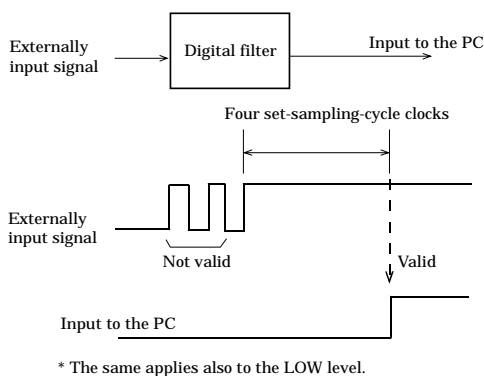 Externally
input signal
Digital filter
Input to the PC
Four set-sampling-cycle clocks
Externally
input signal
Not valid
Valid
Input to the PC
* The same applies also to the LOW level.